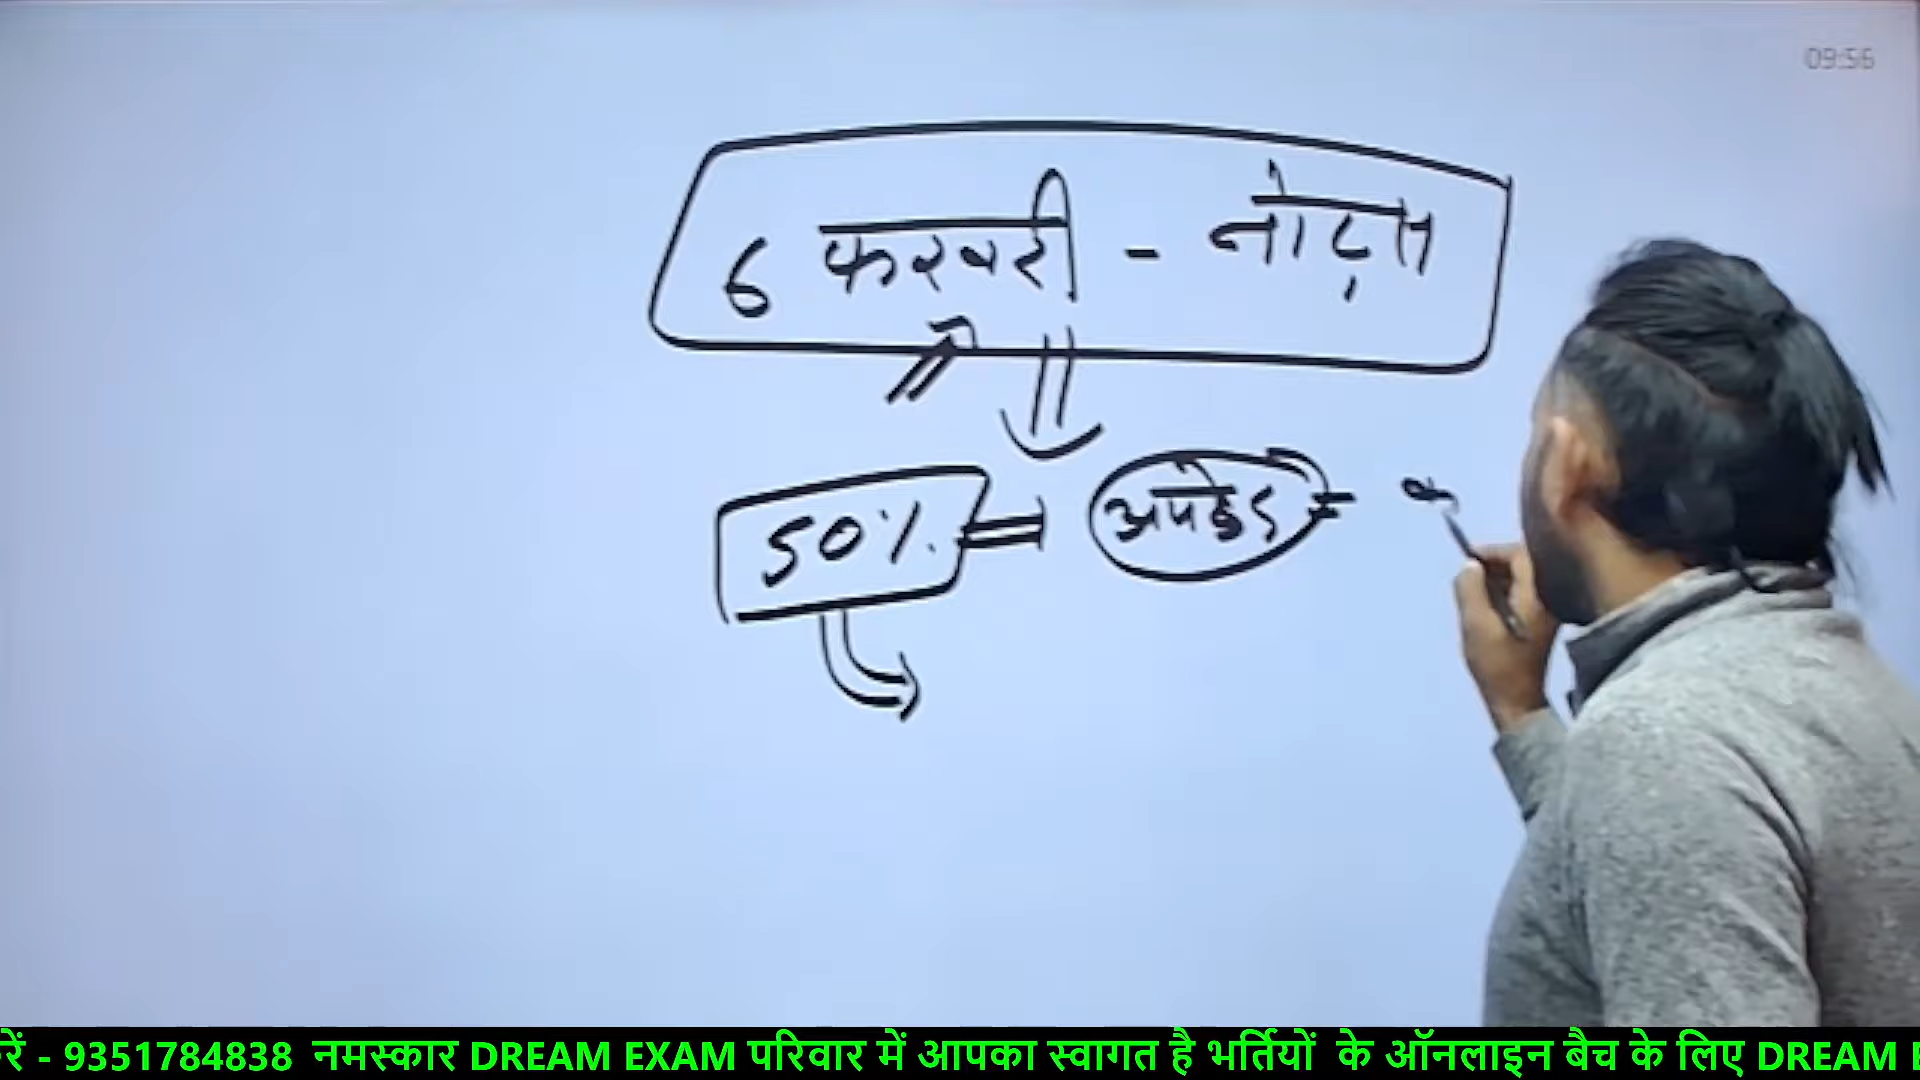 09:56
6 फरवरी - नोट्स
50% = अपडेट =
रें - 9351784838 नमस्कार DREAM EXAM परिवार में आपका स्वागत है भर्तियों के ऑनलाइन बैच के लिए DREAM E